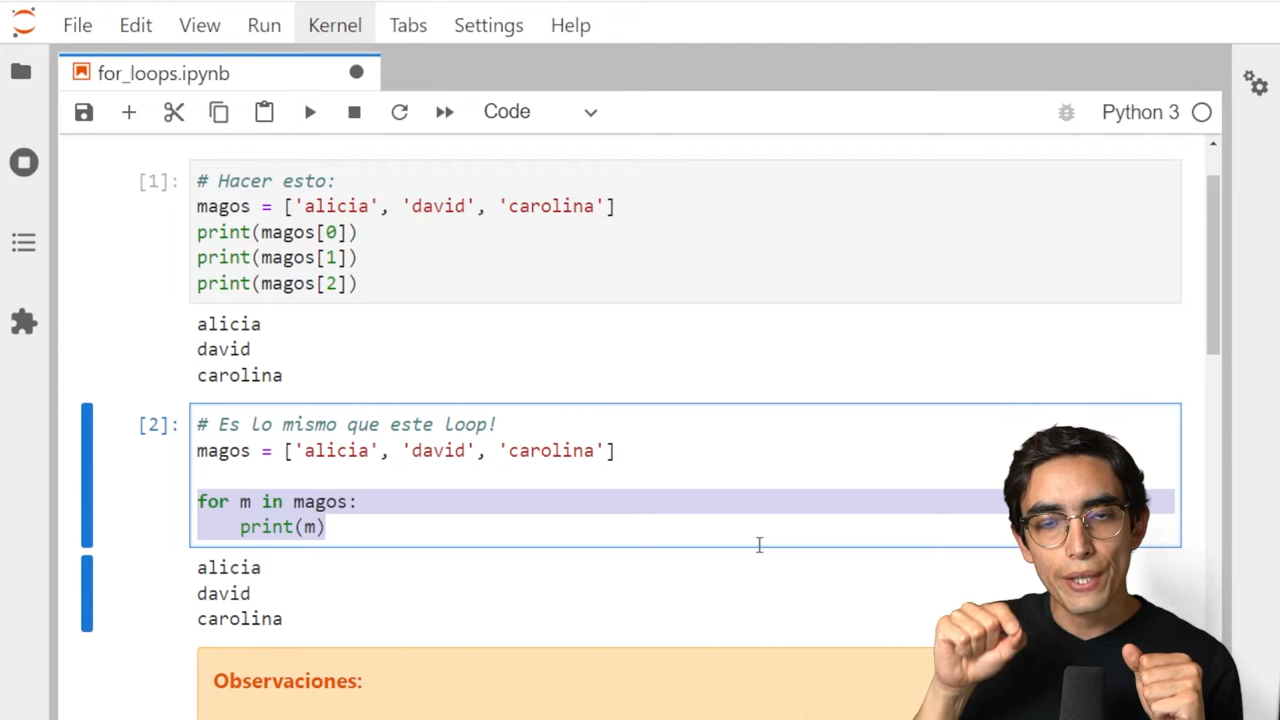 File Edit View Run Kernel Tabs Settings Help
for_loops.ipynb
Code
Python 3
[1]:
# Hacer esto:
magos = ['alicia', 'david', 'carolina']
print(magos[0])
print(magos[1])
print(magos[2])
alicia
david
carolina
[2]:
# Es lo mismo que este loop!
magos = ['alicia', 'david', 'carolina']
for m in magos:
    print(m)
alicia
david
carolina
Observaciones: